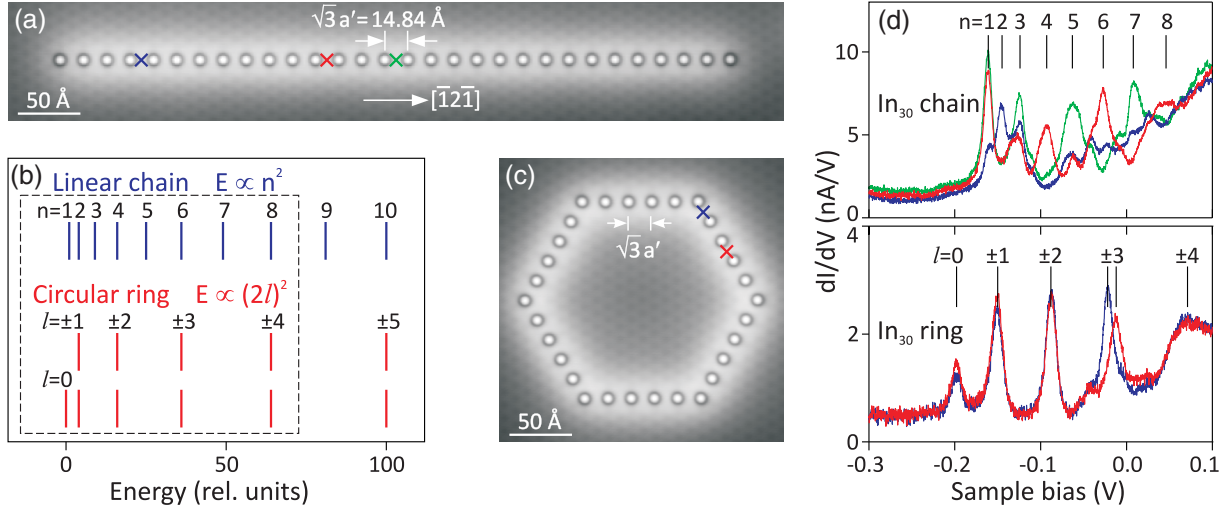 (a)
√3a′=14.84 Å
50 Å
[1̅21̅]
(b)
Linear chain E ∝ n²
n=1 2 3 4 5 6 7 8 9 10
Circular ring E ∝ (2l)²
l=±1 ±2 ±3 ±4 ±5
l=0
0 50 100
Energy (rel. units)
(c)
√3a′
50 Å
(d)
n=1 2 3 4 5 6 7 8
10
In₃₀ chain
5
0
dI/dV (nA/V)
4
l=0 ±1 ±2 ±3 ±4
In₃₀ ring
2
0
-0.3 -0.2 -0.1 0.0 0.1
Sample bias (V)